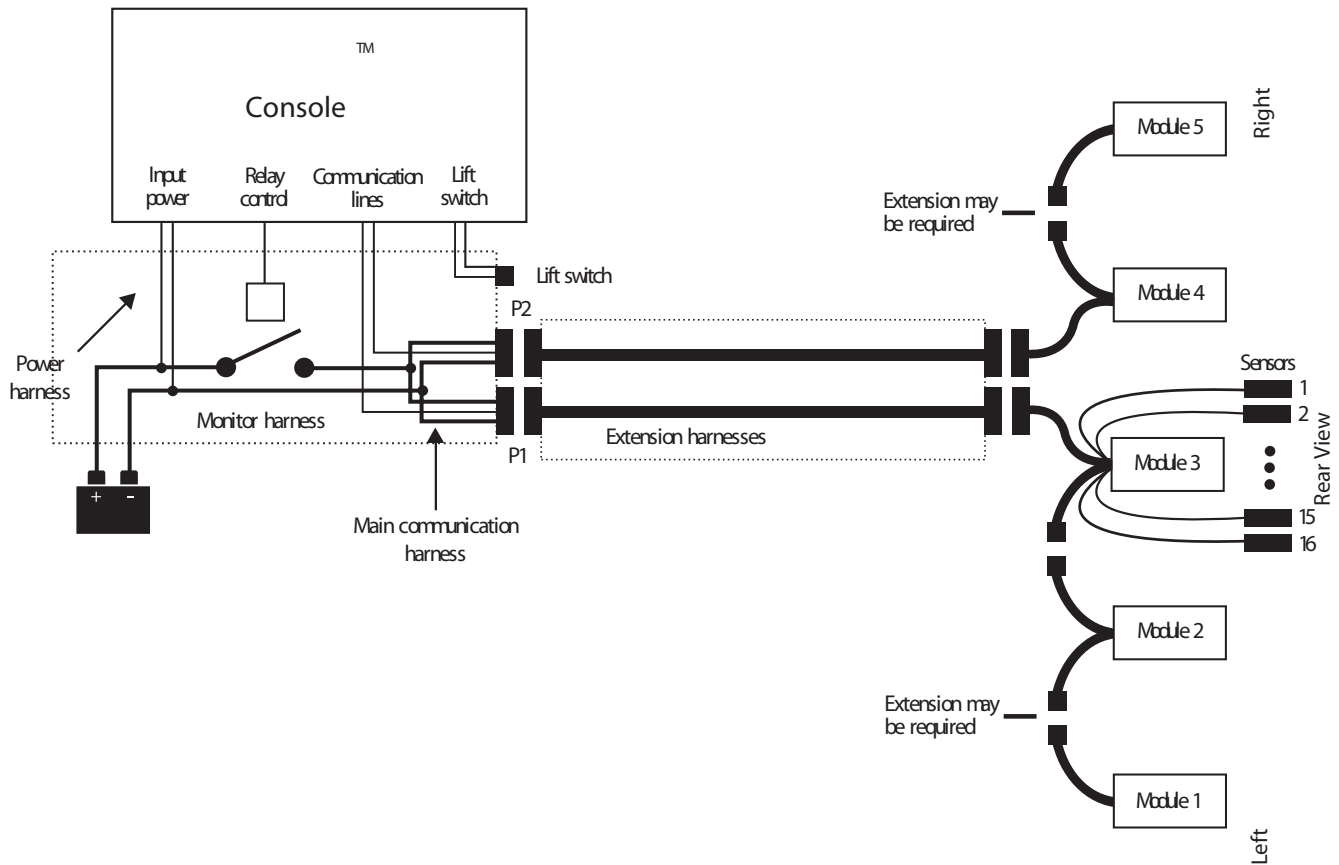 TM
Console
Input
power
Relay
control
Communication
lines
Lift
switch
Lift switch
P2
Power
harness
Monitor harness
P1
Extension harnesses
Main communication
harness
+ -
Right
Module 5
Extension may
be required
Module 4
Sensors
1
2
Module 3
Rear View
15
16
Module 2
Extension may
be required
Module 1
Left